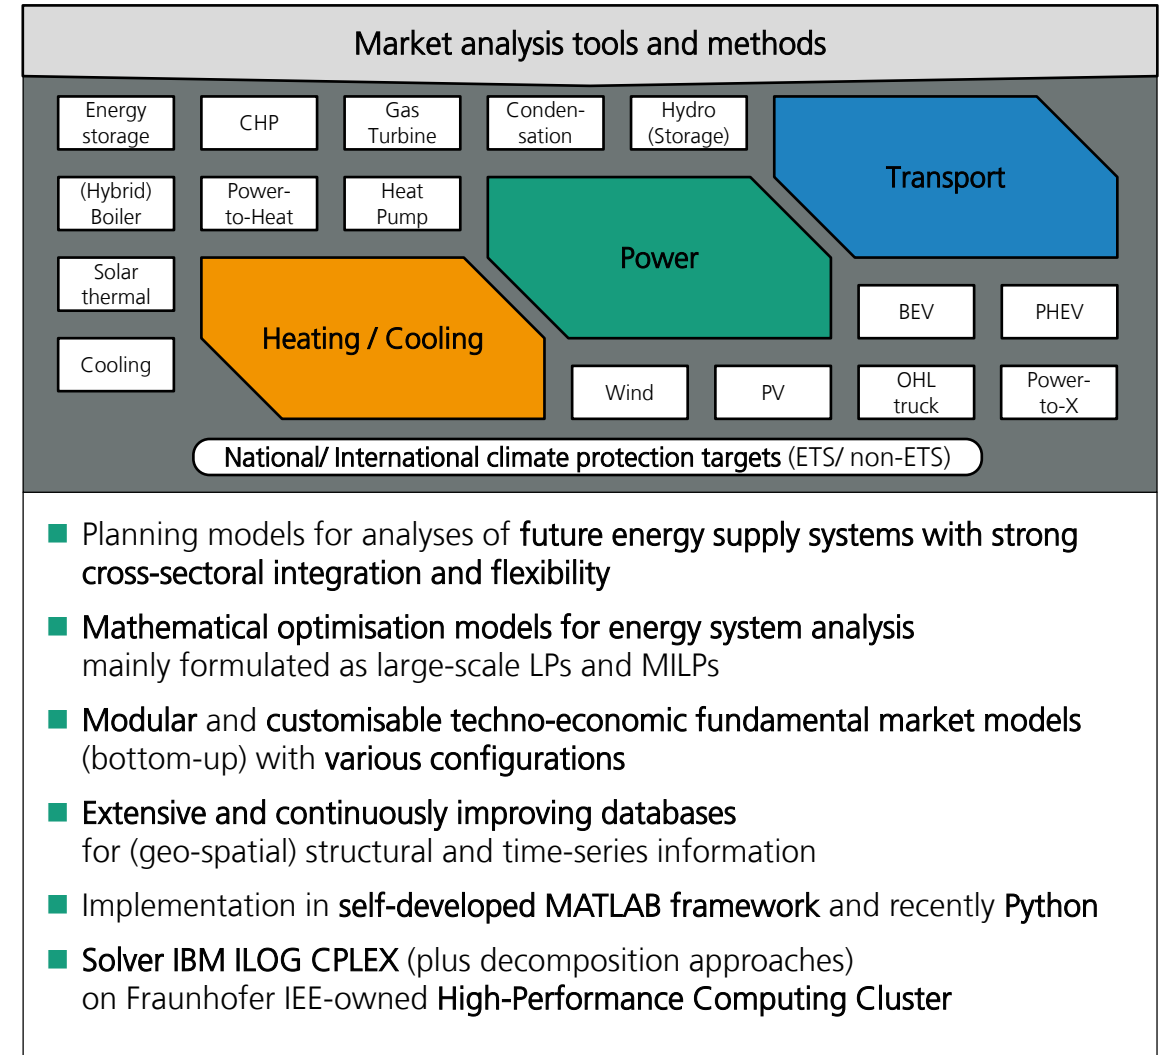 Market analysis tools and methods
Energy
storage
CHP
Gas
Turbine
Conden-
sation
Hydro
(Storage)
Transport
(Hybrid)
Boiler
Power-
to-Heat
Heat
Pump
Power
Solar
thermal
Heating / Cooling
BEV
PHEV
Cooling
Wind
PV
OHL
truck
Power-
to-X
National/ International climate protection targets (ETS/ non-ETS)
Planning models for analyses of future energy supply systems with strong
cross-sectoral integration and flexibility
Mathematical optimisation models for energy system analysis
mainly formulated as large-scale LPs and MILPs
Modular and customisable techno-economic fundamental market models
(bottom-up) with various configurations
Extensive and continuously improving databases
for (geo-spatial) structural and time-series information
Implementation in self-developed MATLAB framework and recently Python
Solver IBM ILOG CPLEX (plus decomposition approaches)
on Fraunhofer IEE-owned High-Performance Computing Cluster